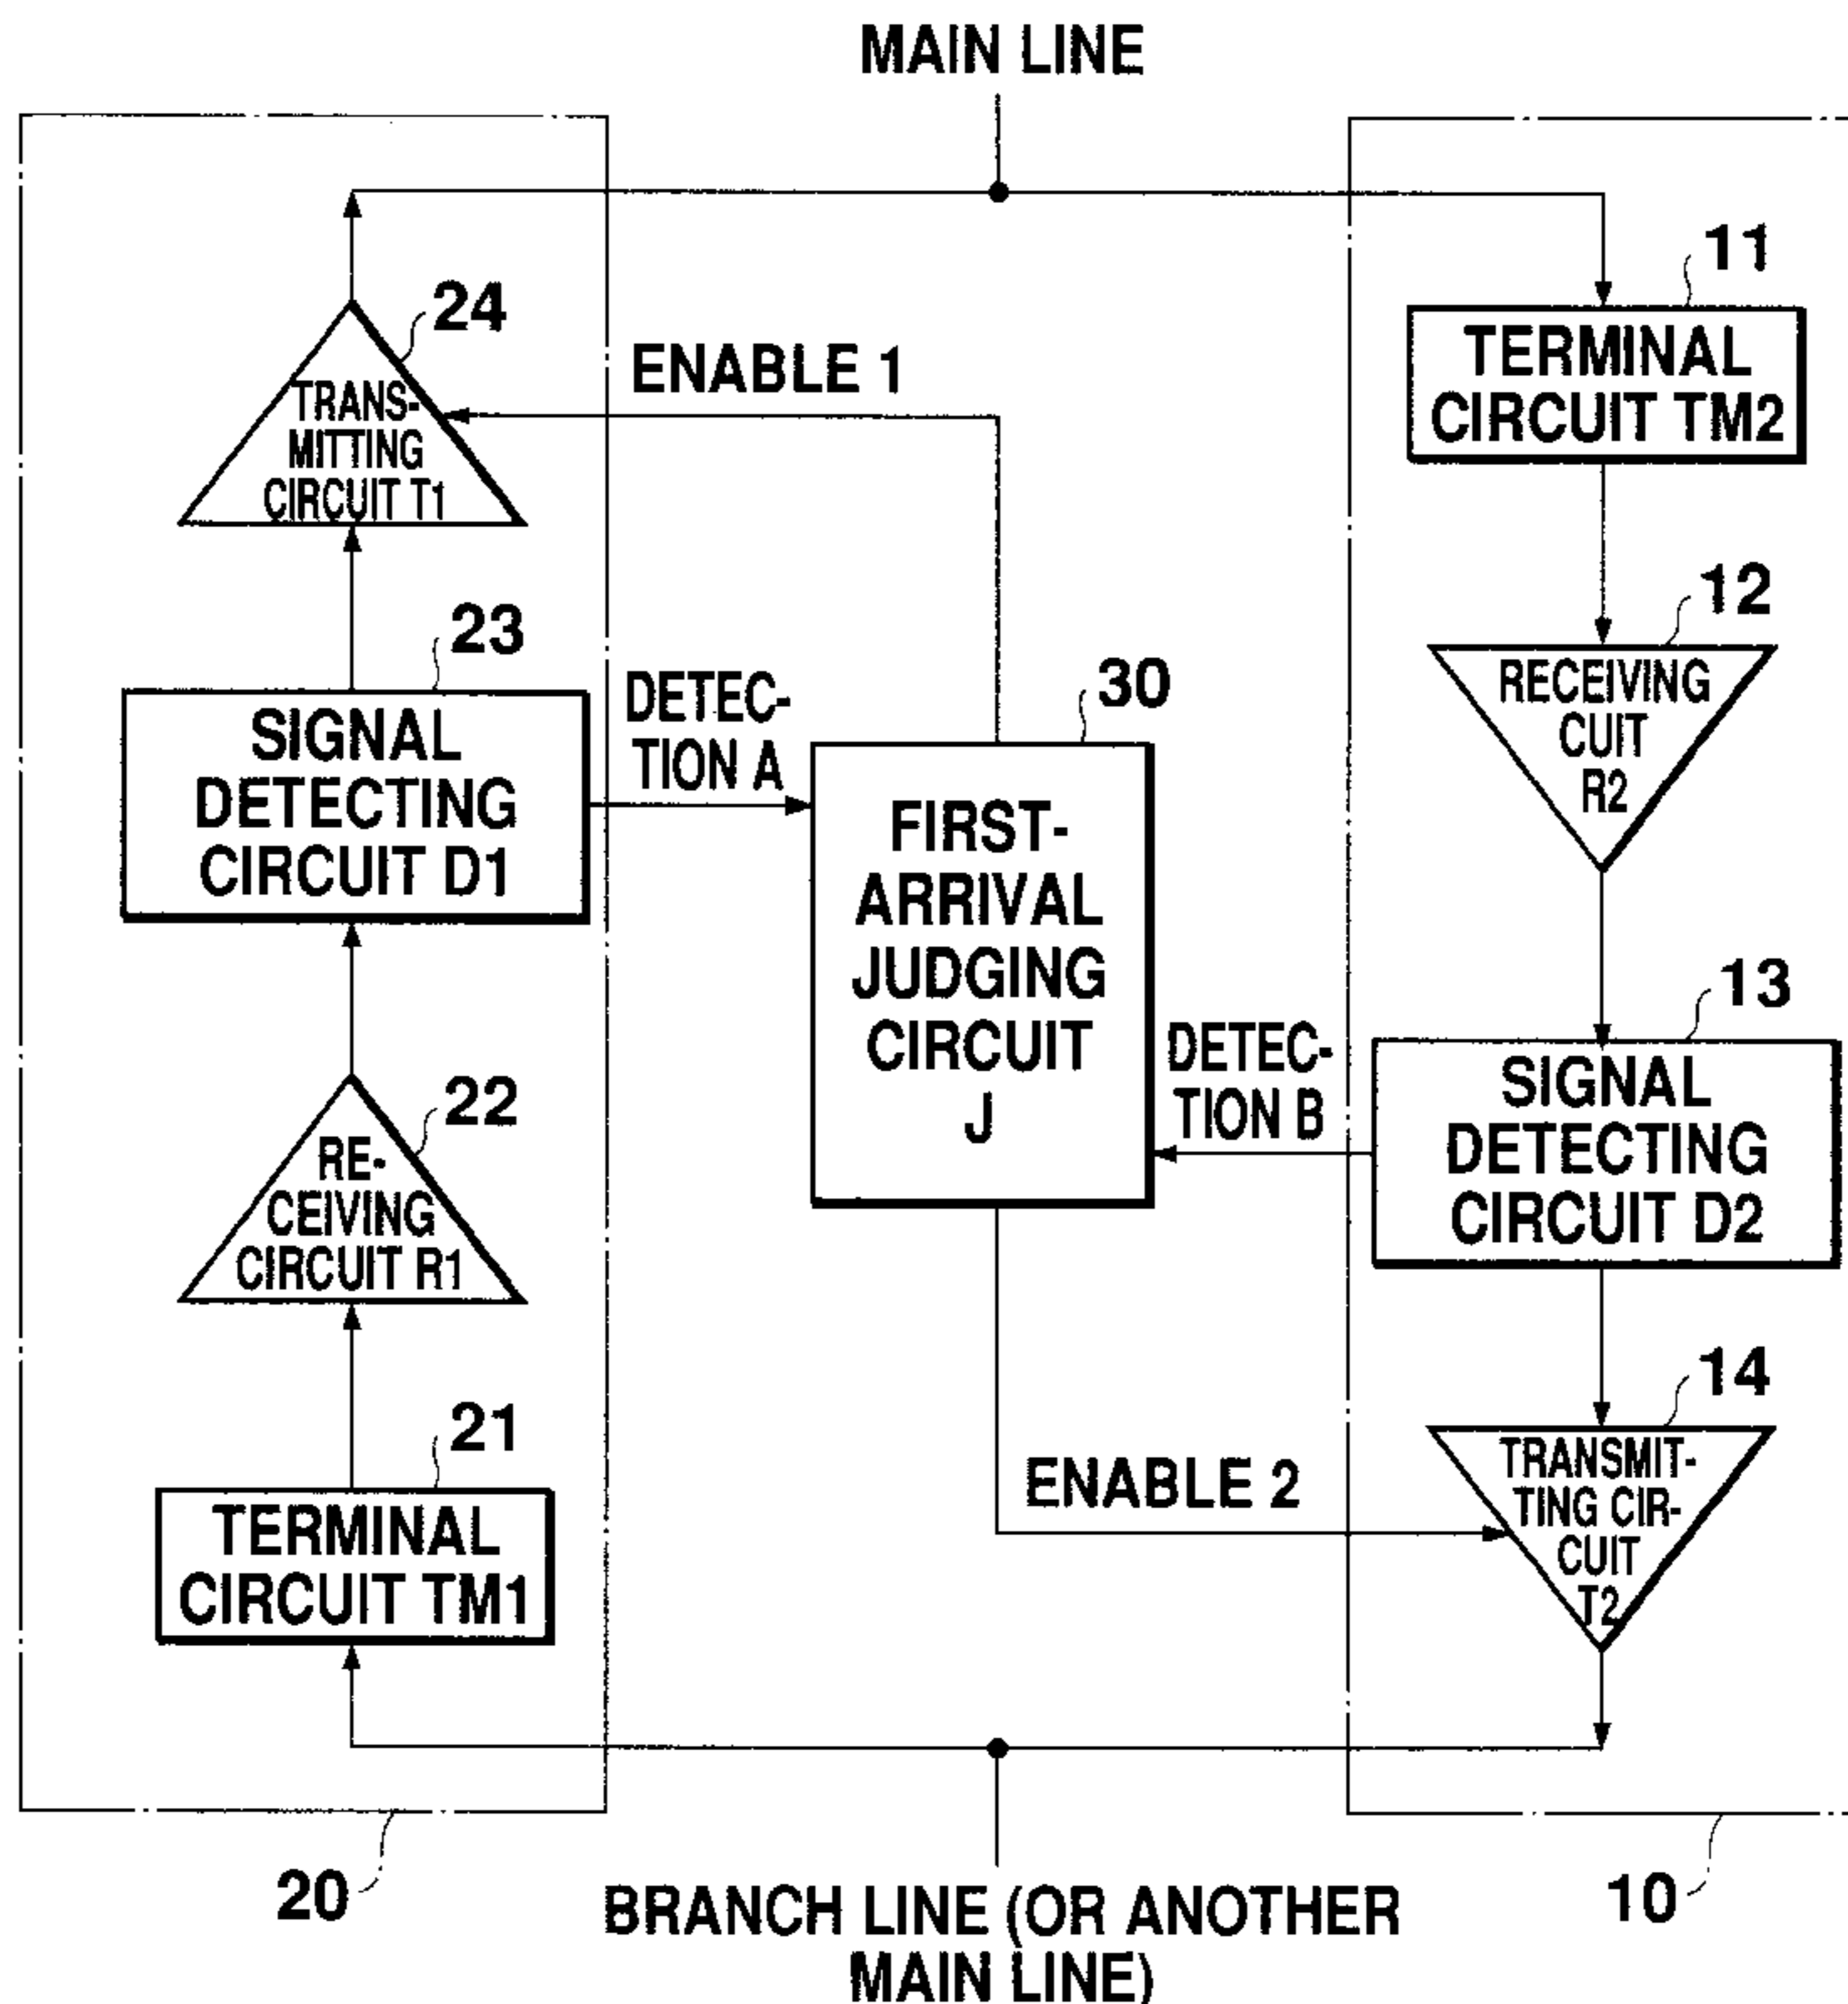 MAIN LINE
24
TRANS-
MITTING
CIRCUIT T1
ENABLE 1
11
TERMINAL
CIRCUIT TM2
12
RECEIVING
CUIT
R2
23
SIGNAL
DETECTING
CIRCUIT D1
DETEC-
TION A
30
FIRST-
ARRIVAL
JUDGING
CIRCUIT
J
13
DETEC-
TION B
SIGNAL
DETECTING
CIRCUIT D2
22
RE-
CEIVING
CIRCUIT R1
14
TRANSMIT-
TING CIR-
CUIT
T2
ENABLE 2
21
TERMINAL
CIRCUIT TM1
20
10
BRANCH LINE (OR ANOTHER
MAIN LINE)